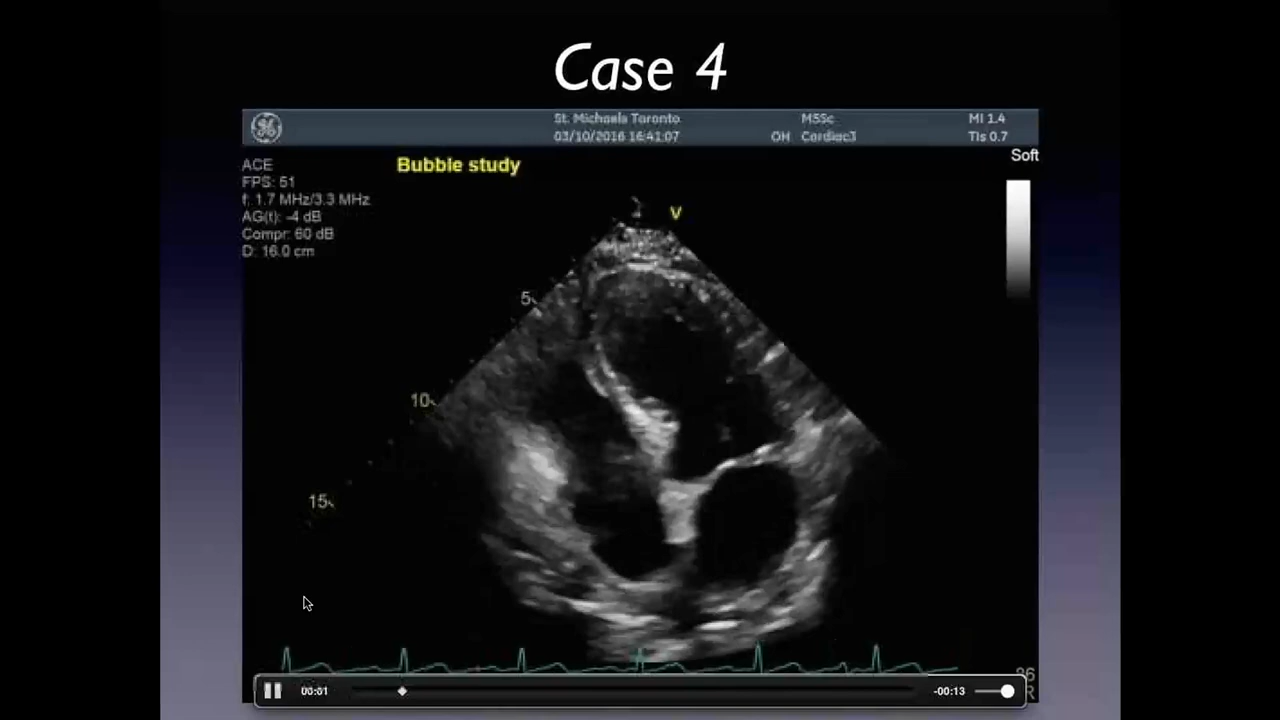 Case 4
St. Michaels Toronto
M5Sc
MI 1.4
03/10/2016 16:41:07
OH Cardiac3
TIs 0.7
Soft
ACE
Bubble study
FPS: 51
f: 1.7 MHz/3.3 MHz
AG(t): -4 dB
Compr: 60 dB
D: 16.0 cm
V
5
10
15
00:01
-00:13